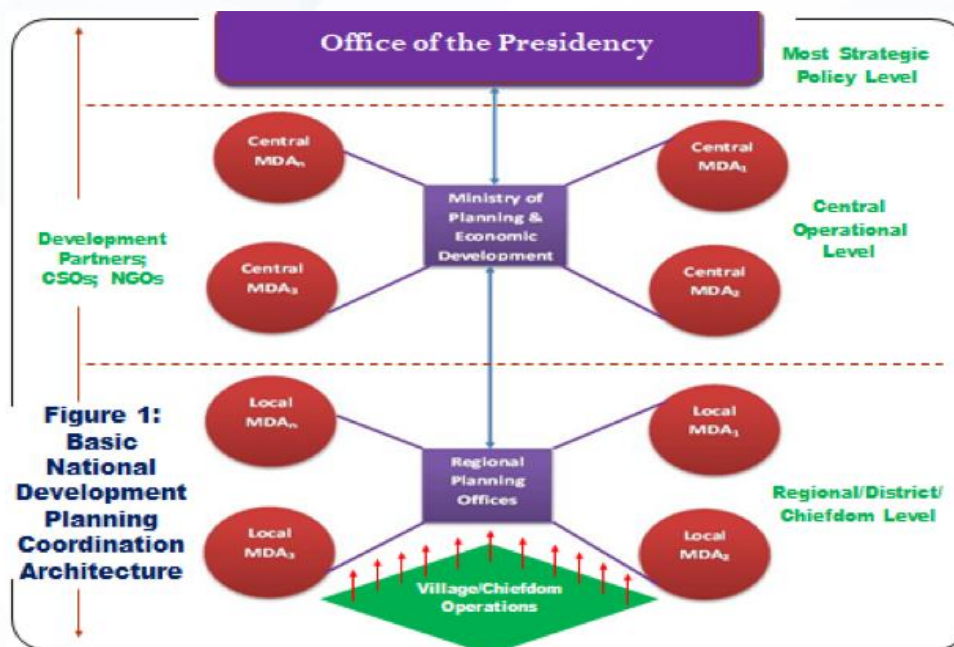 Office of the Presidency
Most Strategic
Policy Level
Central
MDAₙ
Central
MDA₁
Ministry of
Planning &
Economic
Development
Central
Operational
Level
Development
Partners;
CSOs; NGOs
Central
MDA₃
Central
MDA₂
Figure 1:
Basic
National
Development
Planning
Coordination
Architecture
Local
MDAₙ
Local
MDA₁
Regional
Planning
Offices
Regional/District/
Chiefdom Level
Local
MDA₃
Local
MDA₂
Village/Chiefdom
Operations